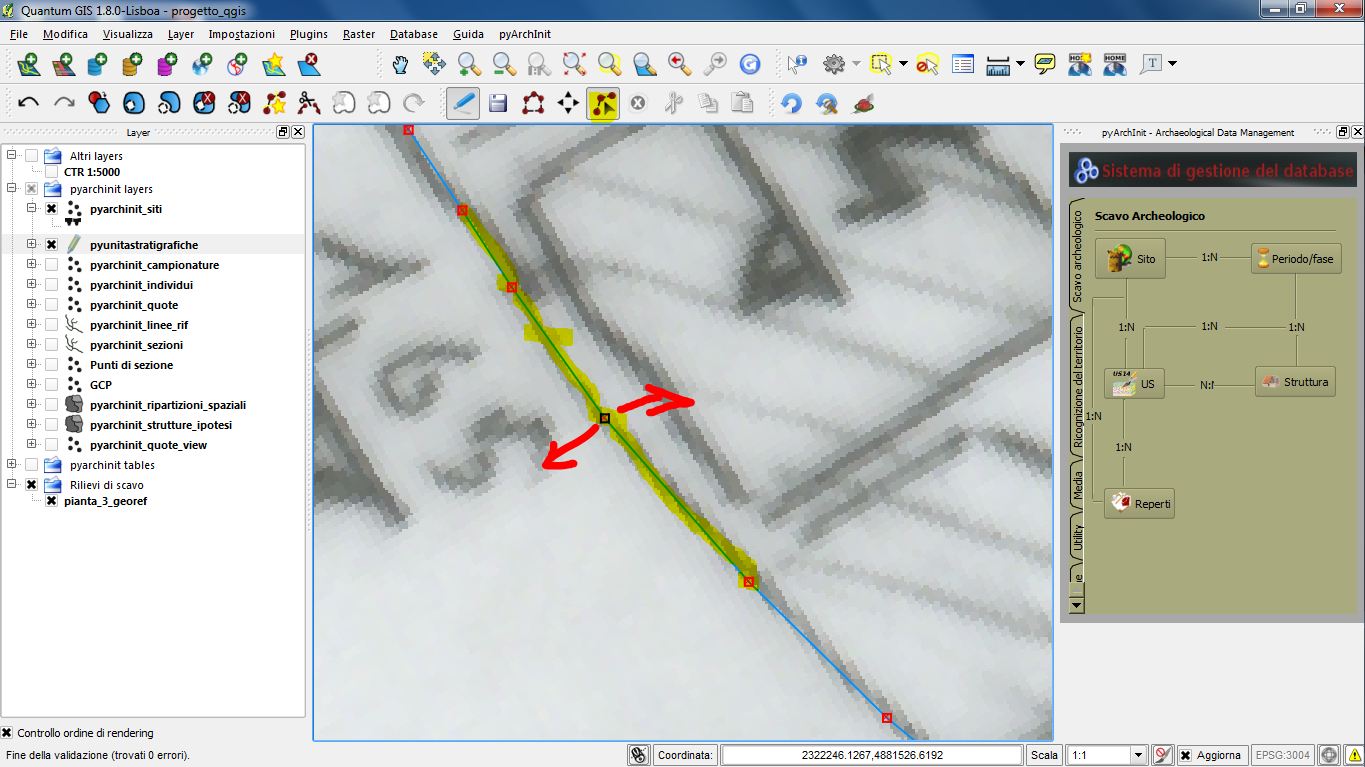 Quantum GIS 1.8.0-Lisboa - progetto_qgis
File Modifica Visualizza Layer Impostazioni Plugins Raster Database Guida pyArchInit
T
Layer
Altri layers
CTR 1:5000
pyarchinit layers
pyarchinit_siti
pyunitastratigrafiche
pyarchinit_campionature
pyarchinit_individui
pyarchinit_quote
pyarchinit_linee_rif
pyarchinit_sezioni
Punti di sezione
GCP
pyarchinit_ripartizioni_spaziali
pyarchinit_strutture_ipotesi
pyarchinit_quote_view
pyarchinit tables
Rilievi di scavo
pianta_3_georef
Controllo ordine di rendering
pyArchInit - Archaeological Data Management
Sistema di gestione del database
Scavo archeologico
Ricognizione del territorio
Media
Utility
Scavo Archeologico
Sito
1:N
Periodo/fase
1:N
1:N
1:N
US
N:1
Struttura
1:N
1:N
Reperti
Fine della validazione (trovati 0 errori).
Coordinata: 2322246.1267,4881526.6192 Scala 1:1 Aggiorna EPSG:3004